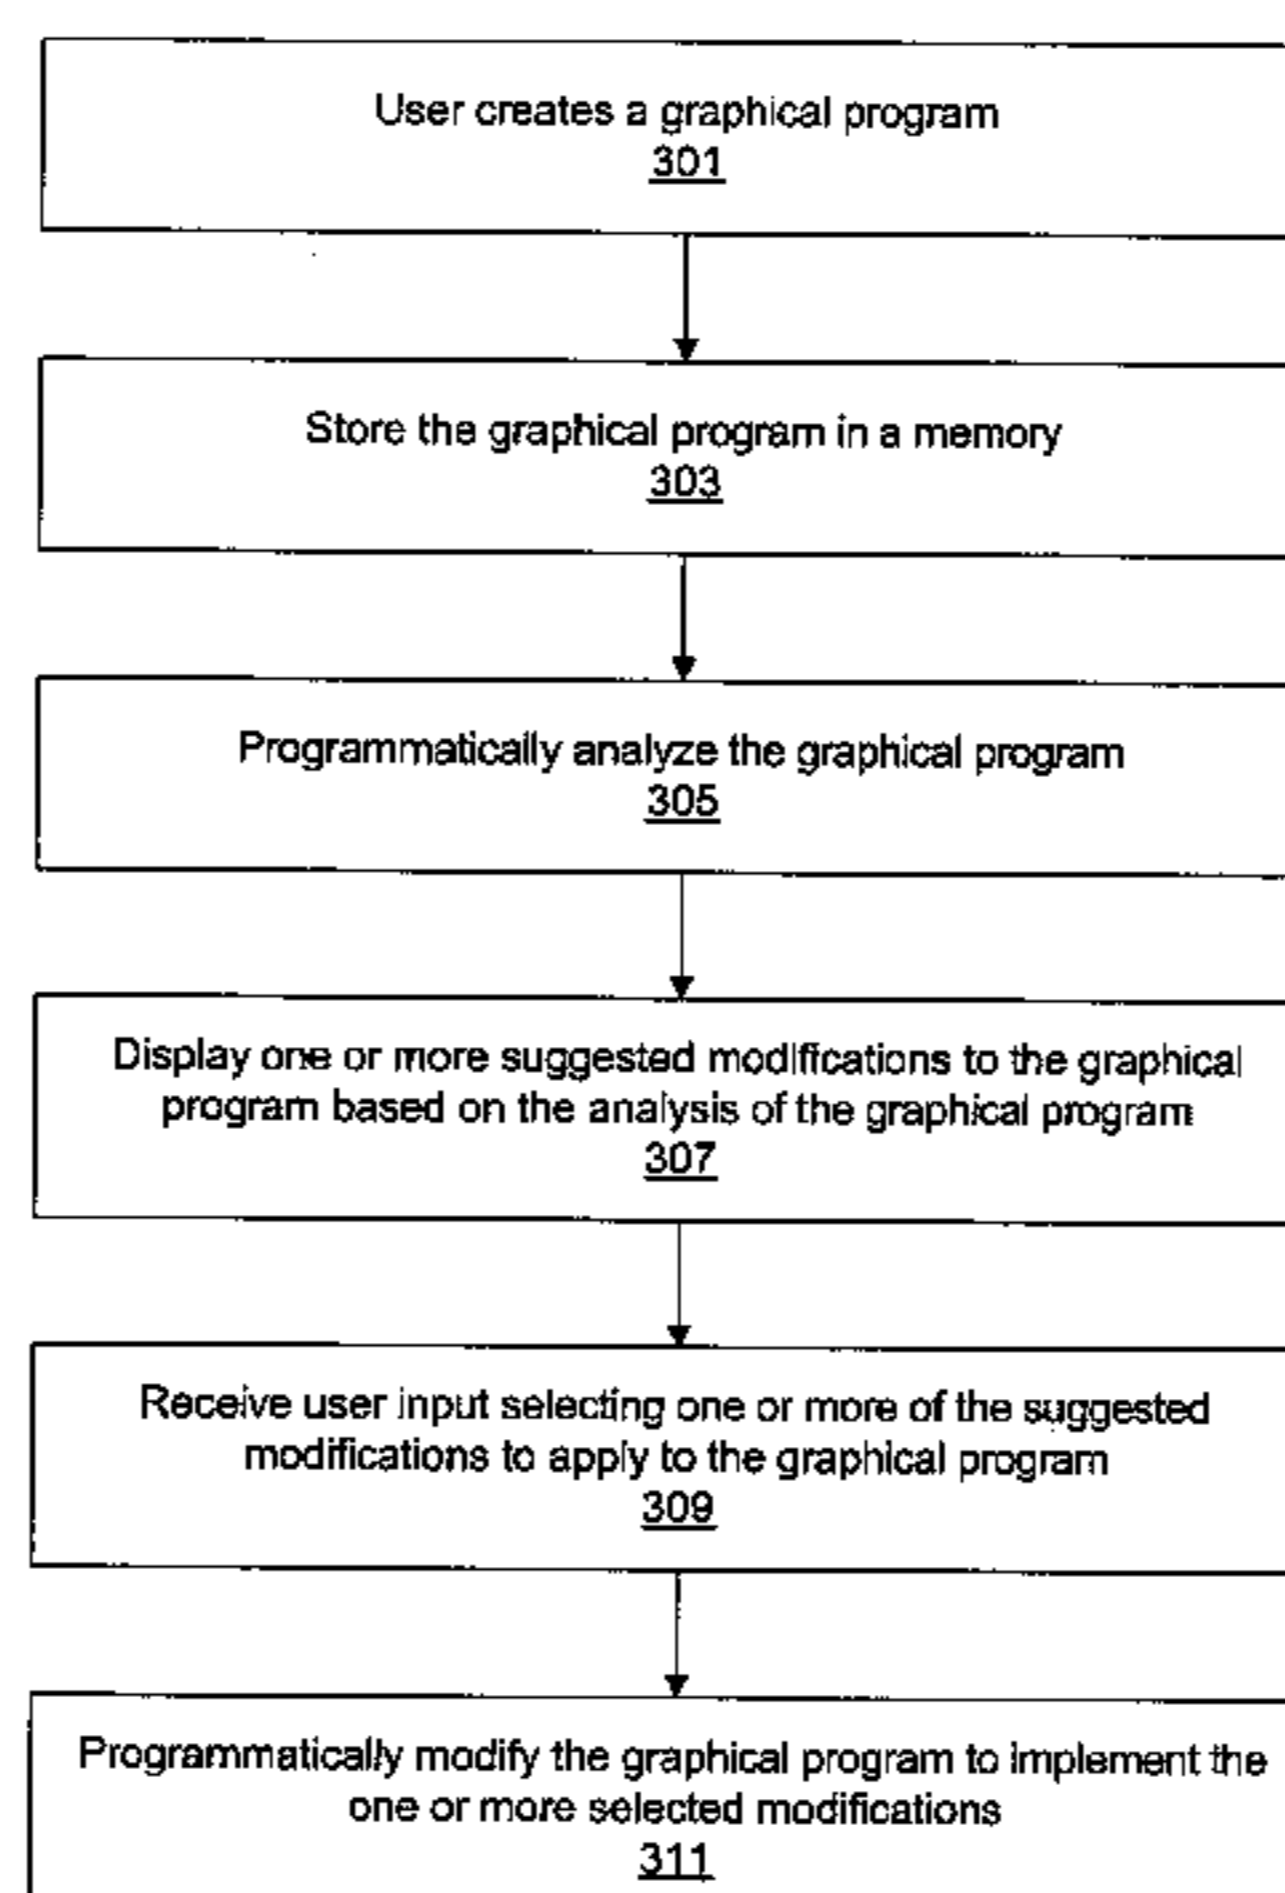 User creates a graphical program
301
Store the graphical program in a memory
303
Programmatically analyze the graphical program
305
Display one or more suggested modifications to the graphical
program based on the analysis of the graphical program
307
Receive user input selecting one or more of the suggested
modifications to apply to the graphical program
309
Programmatically modify the graphical program to implement the
one or more selected modifications
311